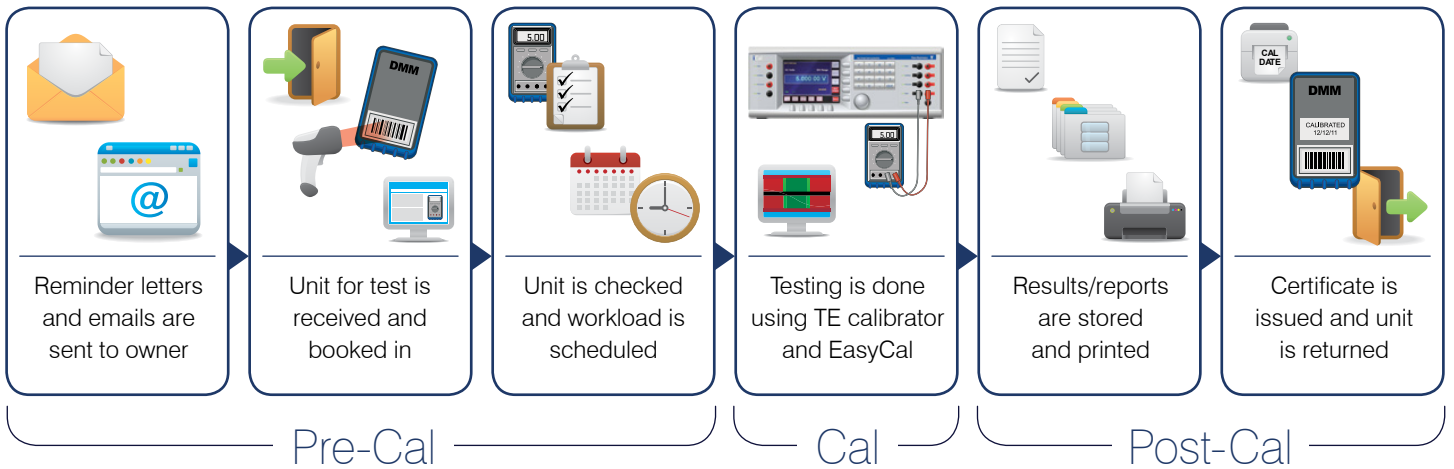 DMM
5.00
5.00
CAL
DATE
DMM
CALIBRATED
12/12/11
@
Reminder letters
and emails are
sent to owner
Unit for test is
received and
booked in
Unit is checked
and workload is
scheduled
Testing is done
using TE calibrator
and EasyCal
Results/reports
are stored
and printed
Certificate is
issued and unit
is returned
Pre-Cal
Cal
Post-Cal